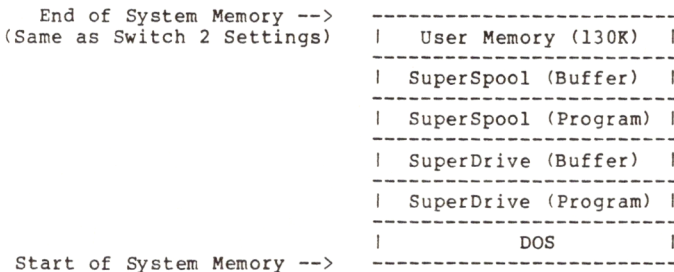 End of System Memory -->
(Same as Switch 2 Settings)
User Memory (130K)
SuperSpool (Buffer)
SuperSpool (Program)
SuperDrive (Buffer)
SuperDrive (Program)
DOS
Start of System Memory -->